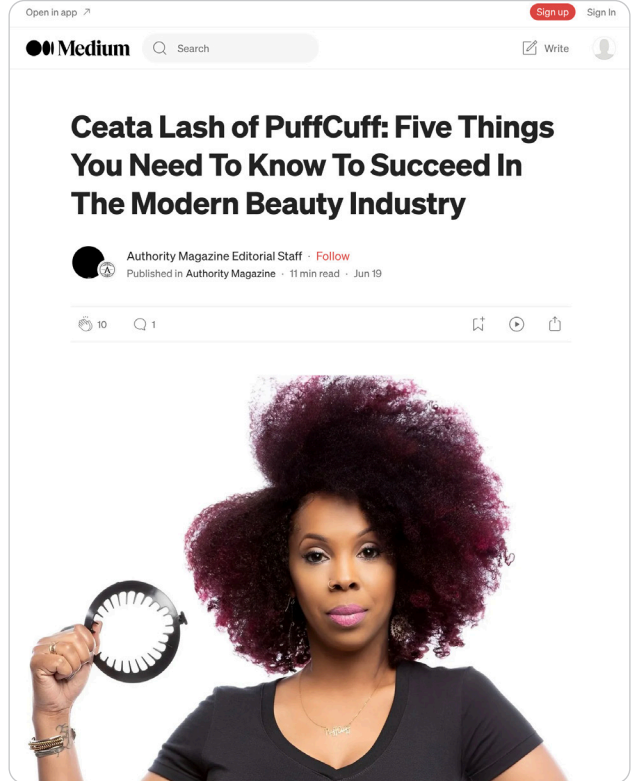 Open in app
Sign up
Sign In
Medium
Search
Write
Ceata Lash of PuffCuff: Five Things
You Need To Know To Succeed In
The Modern Beauty Industry
Authority Magazine Editorial Staff · Follow
Published in Authority Magazine · 11 min read · Jun 19
10
1